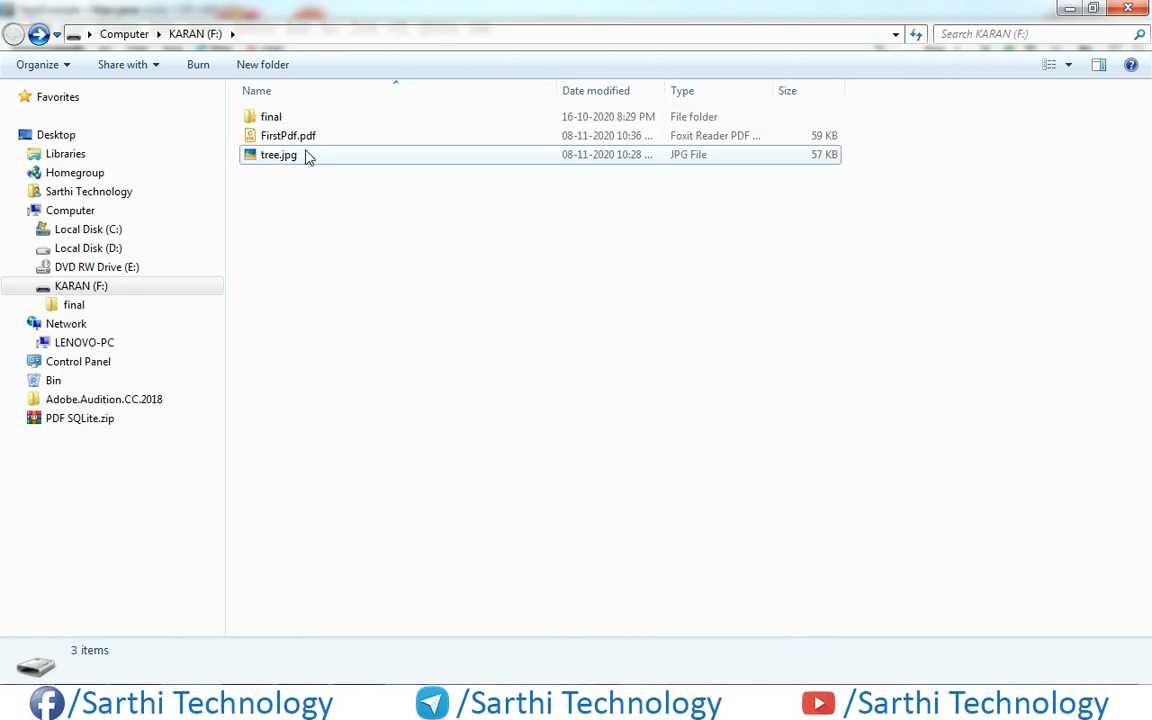 Computer KARAN (F:)
Search KARAN (F:)
Organize Share with Burn New folder
Name Date modified Type Size
Favorites
final 16-10-2020 8:29 PM File folder
FirstPdf.pdf 08-11-2020 10:36 ... Foxit Reader PDF ... 59 KB
tree.jpg 08-11-2020 10:28 ... JPG File 57 KB
Desktop
Libraries
Homegroup
Sarthi Technology
Computer
Local Disk (C:)
Local Disk (D:)
DVD RW Drive (E:)
KARAN (F:)
final
Network
LENOVO-PC
Control Panel
Bin
Adobe.Audition.CC.2018
PDF SQLite.zip
3 items
/Sarthi Technology /Sarthi Technology /Sarthi Technology